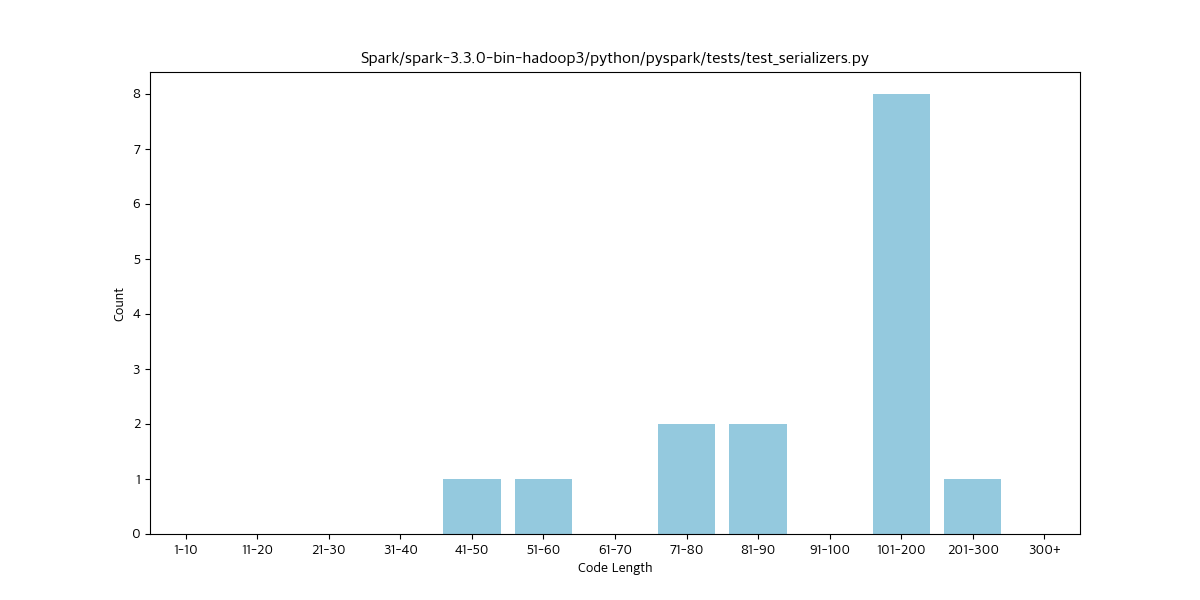 Spark/spark-3.3.0-bin-hadoop3/python/pyspark/tests/test_serializers.py
Count
8
7
6
5
4
3
2
1
0
1-10 11-20 21-30 31-40 41-50 51-60 61-70 71-80 81-90 91-100 101-200 201-300 300+
Code Length